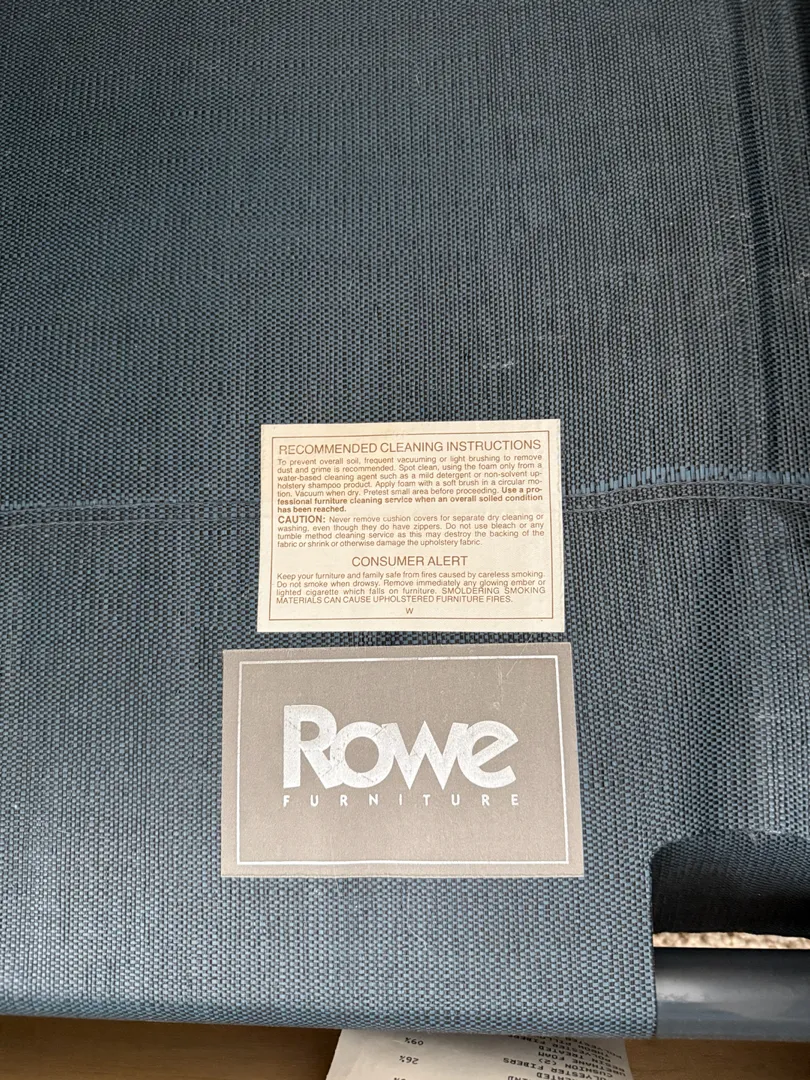 RECOMMENDED CLEANING INSTRUCTIONS
To prevent overall soil, frequent vacuuming or light brushing to remove
dust and grime is recommended. Spot clean, using the foam only from a
water-based cleaning agent such as a mild detergent or non-solvent up-
holstery shampoo product. Apply foam with a soft brush in a circular mo-
tion. Vacuum when dry. Pretest small area before proceeding. Use a pro-
fessional furniture cleaning service when an overall soiled condition
has been reached.
CAUTION: Never remove cushion covers for separate dry cleaning or
washing, even though they do have zippers. Do not use bleach or any
tumble method cleaning service as this may destroy the backing of the
fabric or shrink or otherwise damage the upholstery fabric.
CONSUMER ALERT
Keep your furniture and family safe from fires caused by careless smoking.
Do not smoke when drowsy. Remove immediately any glowing ember or
lighted cigarette which falls on furniture. SMOLDERING SMOKING
MATERIALS CAN CAUSE UPHOLSTERED FURNITURE FIRES.
W
Rowe
FURNITURE
26%
(2) FIBERS
FOAM